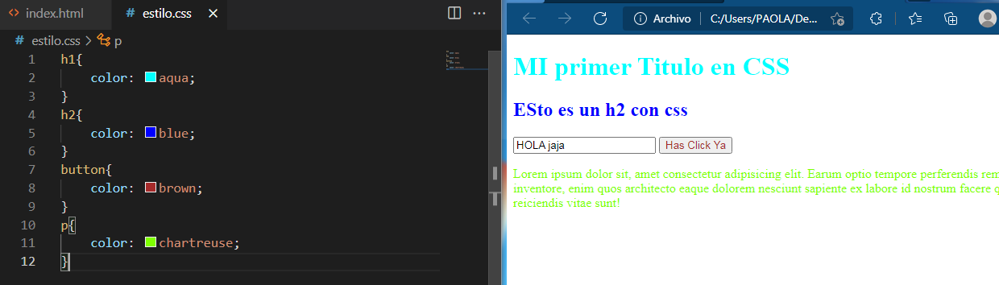 index.html
estilo.css
estilo.css > p
1 h1{
2 color: aqua;
3 }
4 h2{
5 color: blue;
6 }
7 button{
8 color: brown;
9 }
10 p{
11 color: chartreuse;
12 }
Archivo C:/Users/PAOLA/De...
MI primer Titulo en CSS
ESto es un h2 con css
HOLA jaja Has Click Ya
Lorem ipsum dolor sit, amet consectetur adipisicing elit. Earum optio tempore perferendis rem
inventore, enim quos architecto eaque dolorem nesciunt sapiente ex labore id nostrum facere q
reiciendis vitae sunt!